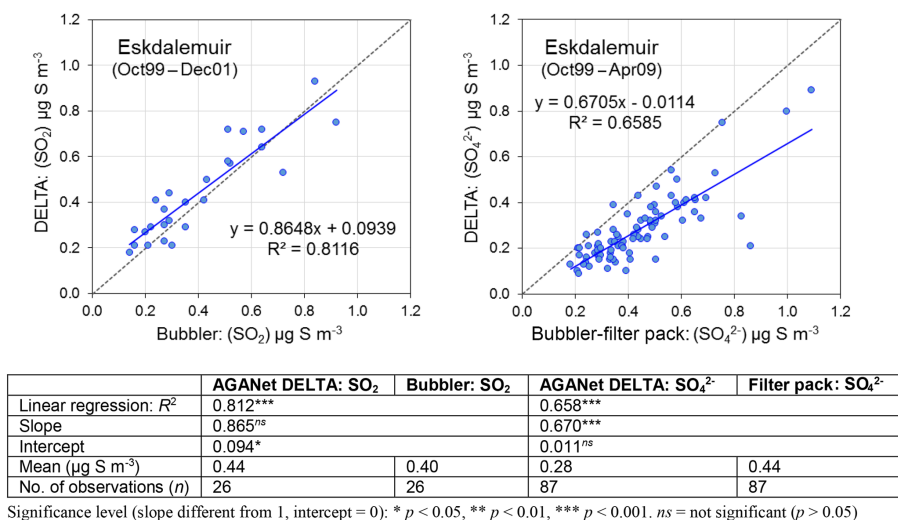 Eskdalemuir
(Oct99 – Dec01)
y = 0.8648x + 0.0939
R² = 0.8116
DELTA: (SO₂) µg S m⁻³
1.2
1.0
0.8
0.6
0.4
0.2
0.0
0.0 0.2 0.4 0.6 0.8 1.0 1.2
Bubbler: (SO₂) µg S m⁻³
Eskdalemuir
(Oct99 – Apr09)
y = 0.6705x - 0.0114
R² = 0.6585
DELTA: (SO₄²⁻) µg S m⁻³
1.2
1.0
0.8
0.6
0.4
0.2
0.0
0.0 0.2 0.4 0.6 0.8 1.0 1.2
Bubbler-filter pack: (SO₄²⁻) µg S m⁻³
AGANet DELTA: SO₂ Bubbler: SO₂ AGANet DELTA: SO₄²⁻ Filter pack: SO₄²⁻
Linear regression: R² 0.812*** 0.658***
Slope 0.865ⁿˢ 0.670***
Intercept 0.094* 0.011ⁿˢ
Mean (µg S m⁻³) 0.44 0.40 0.28 0.44
No. of observations (n) 26 26 87 87
Significance level (slope different from 1, intercept = 0): * p < 0.05, ** p < 0.01, *** p < 0.001. ns = not significant (p > 0.05)